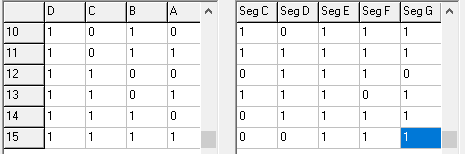 D C B A Seg C Seg D Seg E Seg F Seg G
10 1 0 1 0 1 0 1 1 1
11 1 0 1 1 1 1 1 1 1
12 1 1 0 0 0 1 1 1 0
13 1 1 0 1 1 1 1 0 1
14 1 1 1 0 0 1 1 1 1
15 1 1 1 1 0 0 1 1 1